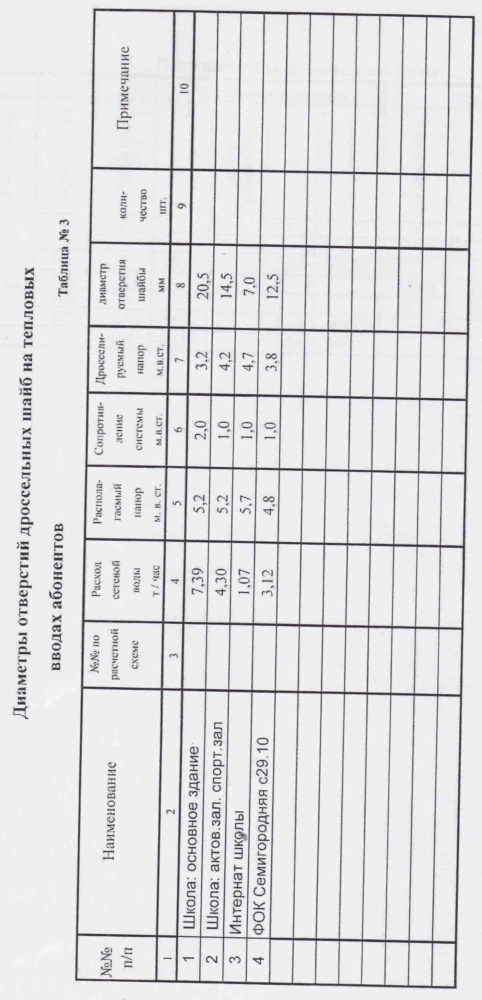 Диаметры отверстий дроссельных шайб на тепловых
вводах абонентов
Таблица № 3
№№ п/п
Наименование
№№ по расчетной схеме
Расход сетевой воды т / час
Распола- гаемый напор м. в. ст.
Сопротив- ление системы м.в.ст.
Дроссели- руемый напор м.в.ст.
диаметр отверстия шайбы мм
коли- чество шт.
Примечание
1 2 3 4 5 6 7 8 9 10
1 Школа: основное здание 7,39 5,2 2,0 3,2 20,5
2 Школа: актов.зал. спорт.зал 4,30 5,2 1,0 4,2 14,5
3 Интернат школы 1,07 5,7 1,0 4,7 7,0
4 ФОК Семигородняя с29.10 3,12 4,8 1,0 3,8 12,5